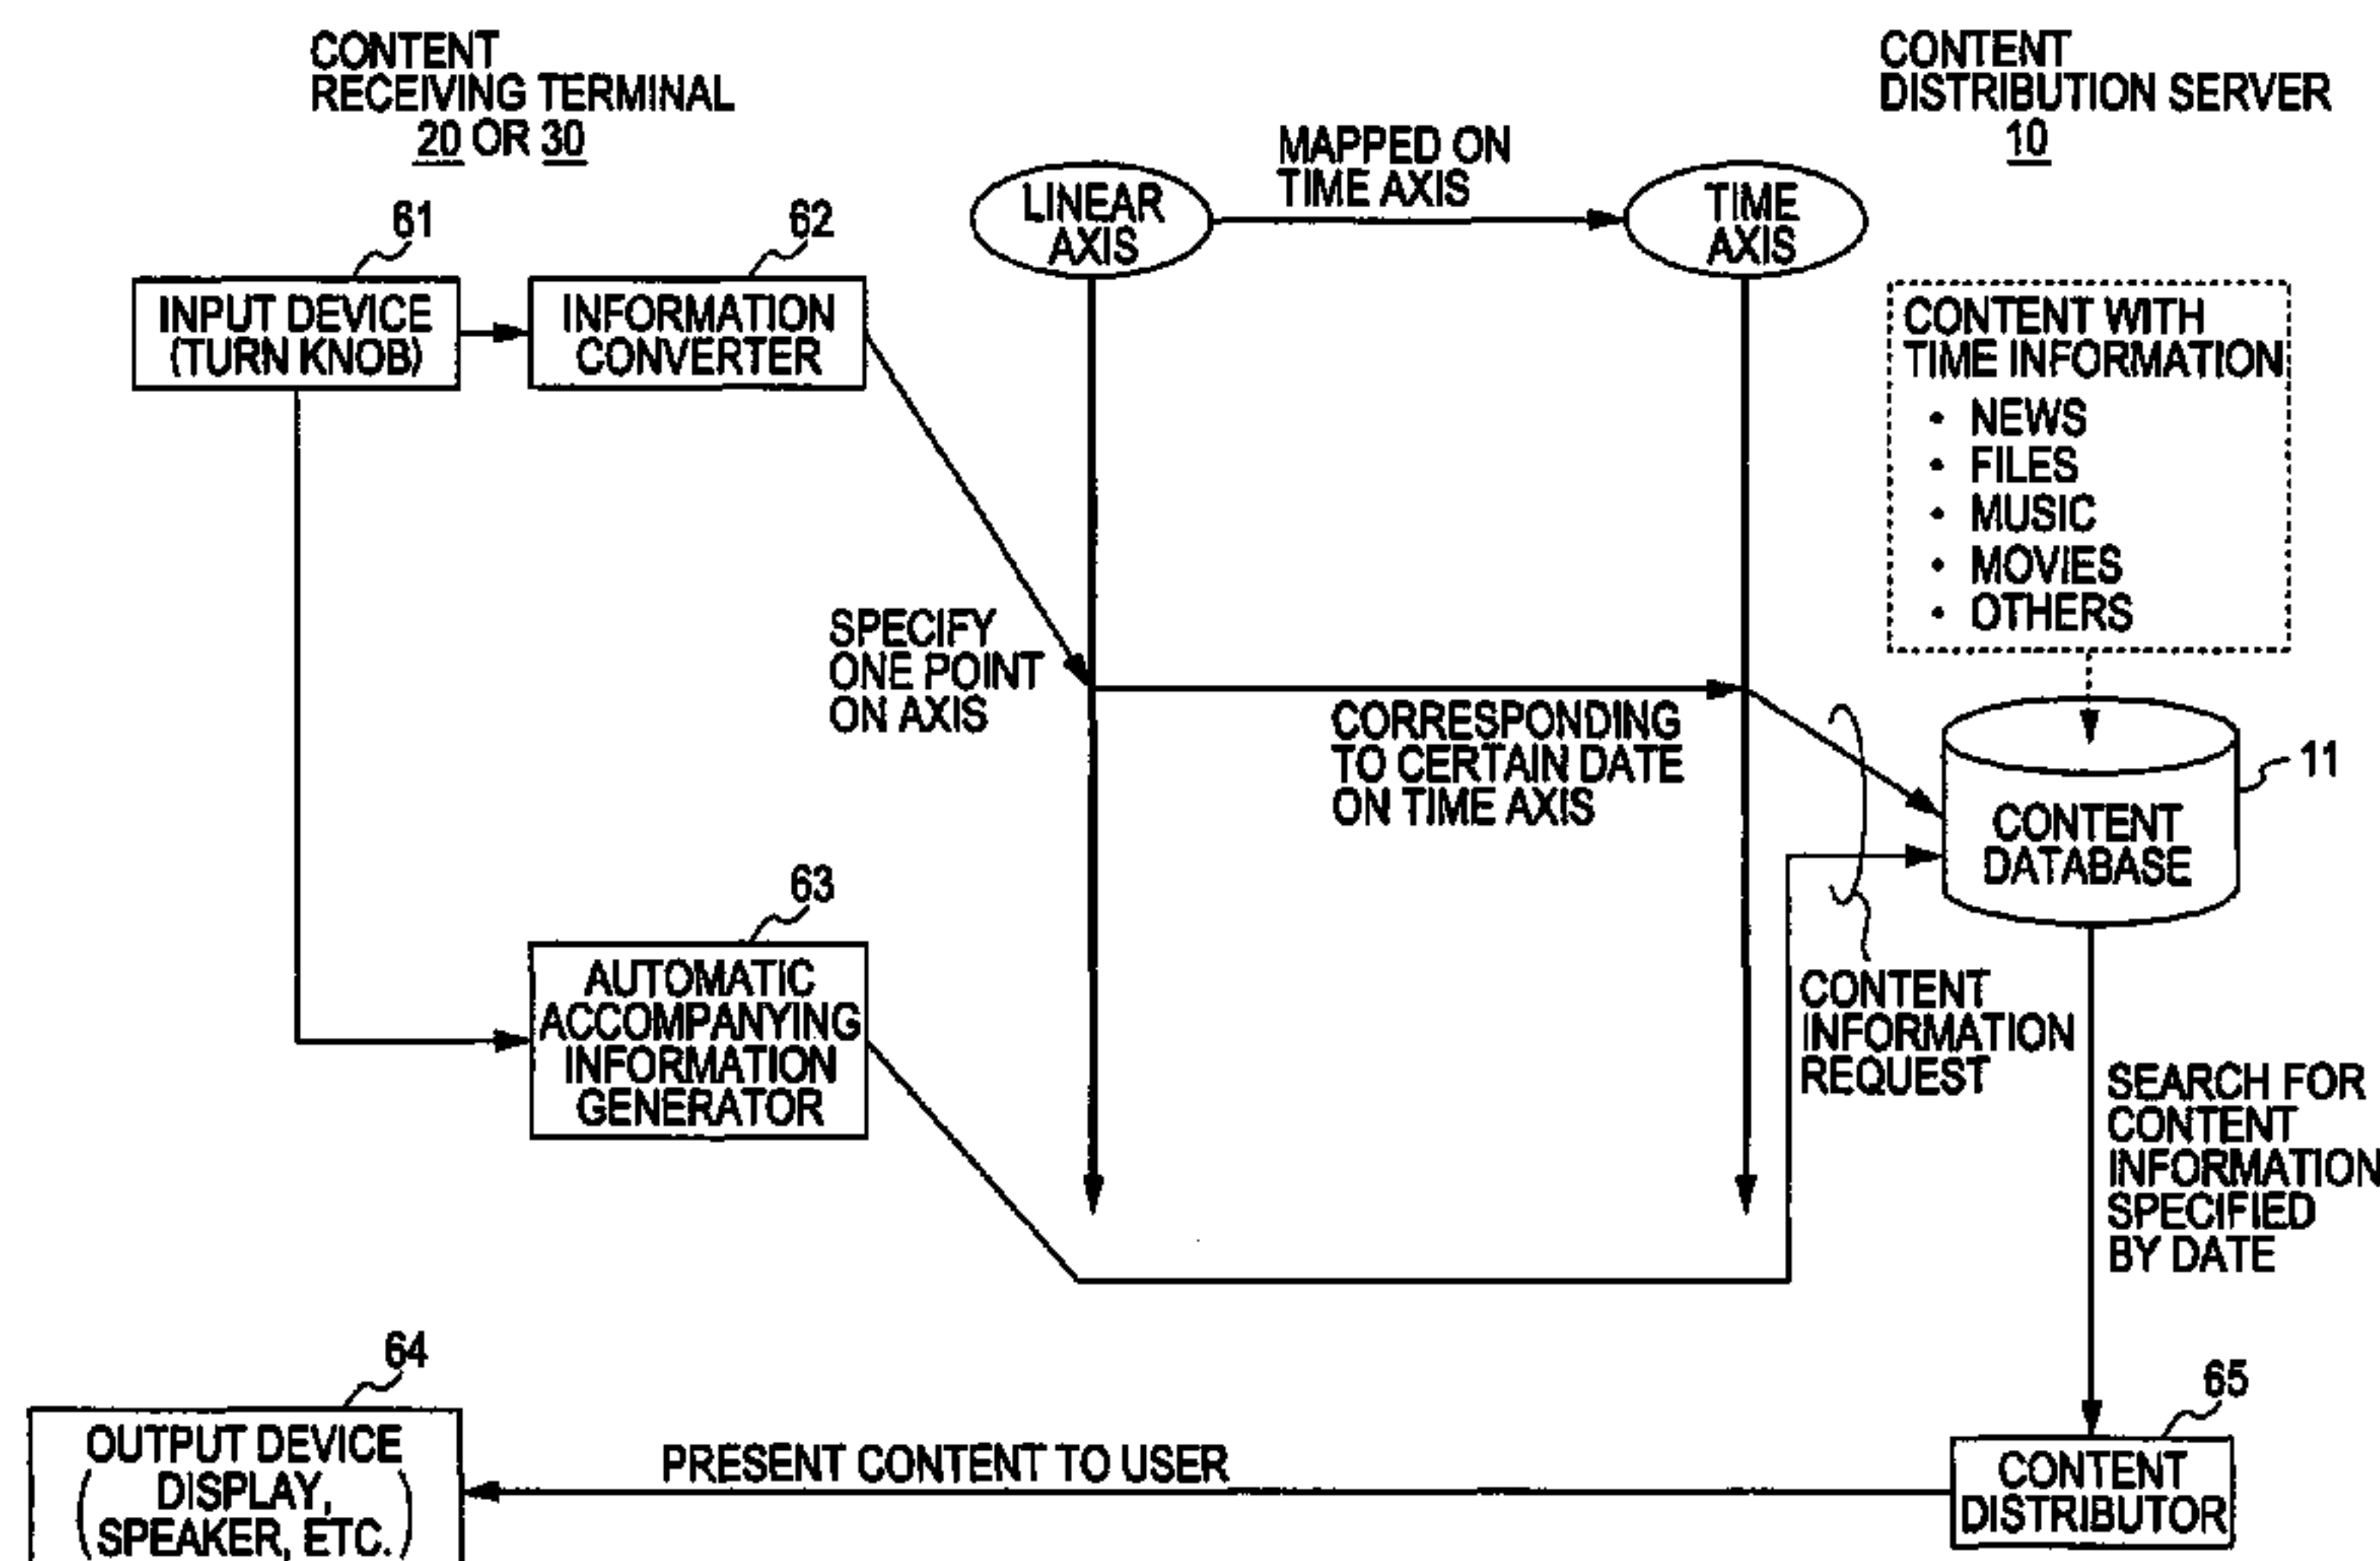 CONTENT
RECEIVING TERMINAL
20 OR 30
CONTENT
DISTRIBUTION SERVER
10
MAPPED ON
TIME AXIS
LINEAR
AXIS
TIME
AXIS
61
INPUT DEVICE
(TURN KNOB)
62
INFORMATION
CONVERTER
CONTENT WITH
TIME INFORMATION
• NEWS
• FILES
• MUSIC
• MOVIES
• OTHERS
SPECIFY
ONE POINT
ON AXIS
CORRESPONDING
TO CERTAIN DATE
ON TIME AXIS
11
CONTENT
DATABASE
63
AUTOMATIC
ACCOMPANYING
INFORMATION
GENERATOR
CONTENT
INFORMATION
REQUEST
SEARCH FOR
CONTENT
INFORMATION
SPECIFIED
BY DATE
64
OUTPUT DEVICE
(DISPLAY,
SPEAKER, ETC.)
PRESENT CONTENT TO USER
65
CONTENT
DISTRIBUTOR